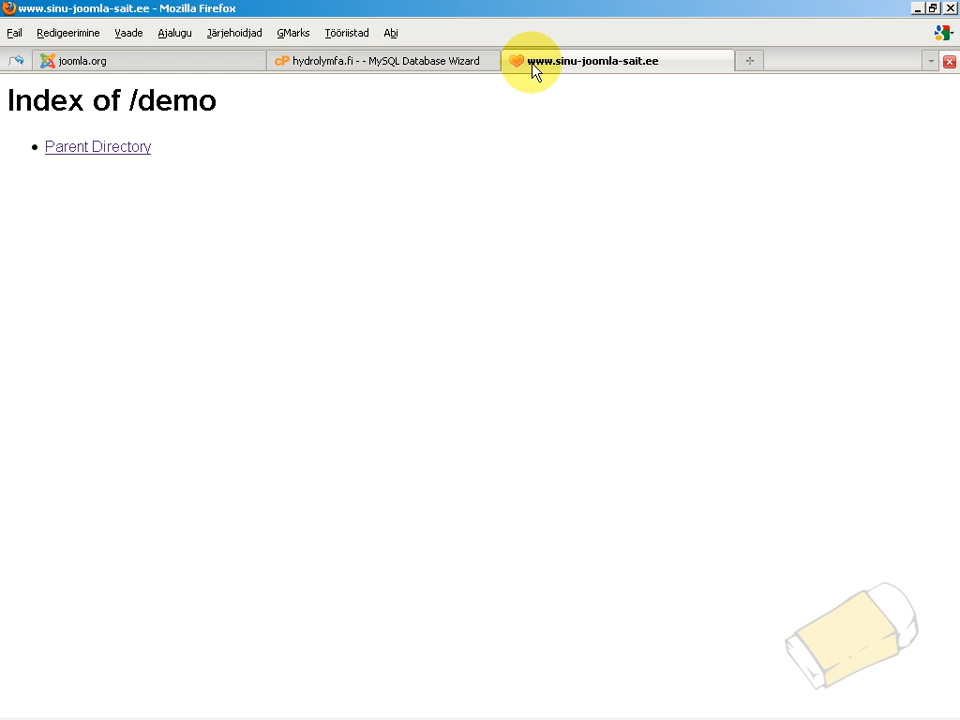 www.sinu-joomla-sait.ee - Mozilla Firefox
Fail Redigeerimine Vaade Ajalugu Järjehoidjad GMarks Tööriistad Abi
joomla.org
cP hydrolymfa.fi - - MySQL Database Wizard
www.sinu-joomla-sait.ee
Index of /demo
• Parent Directory